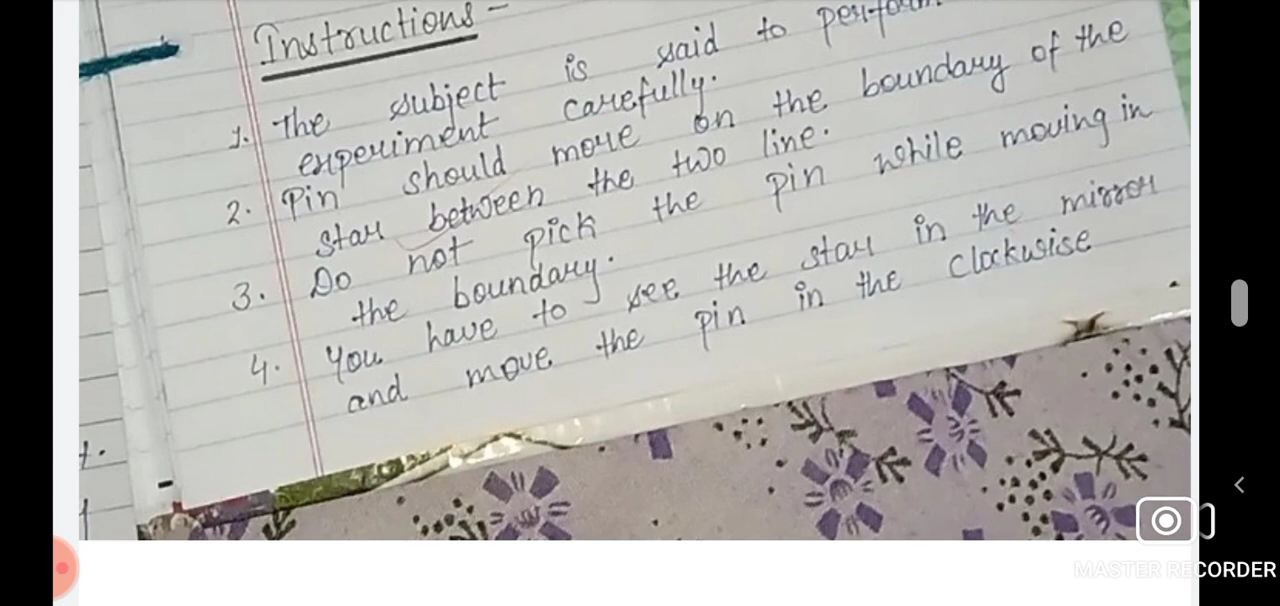 Instructions -
1. The subject is said to perform
experiment carefully.
2. Pin should move on the boundary of the
star between the two line.
3. Do not pick the pin while moving in
the boundary.
4. You have to see the star in the mirror
and move the pin in the clockwise
MASTER RECORDER